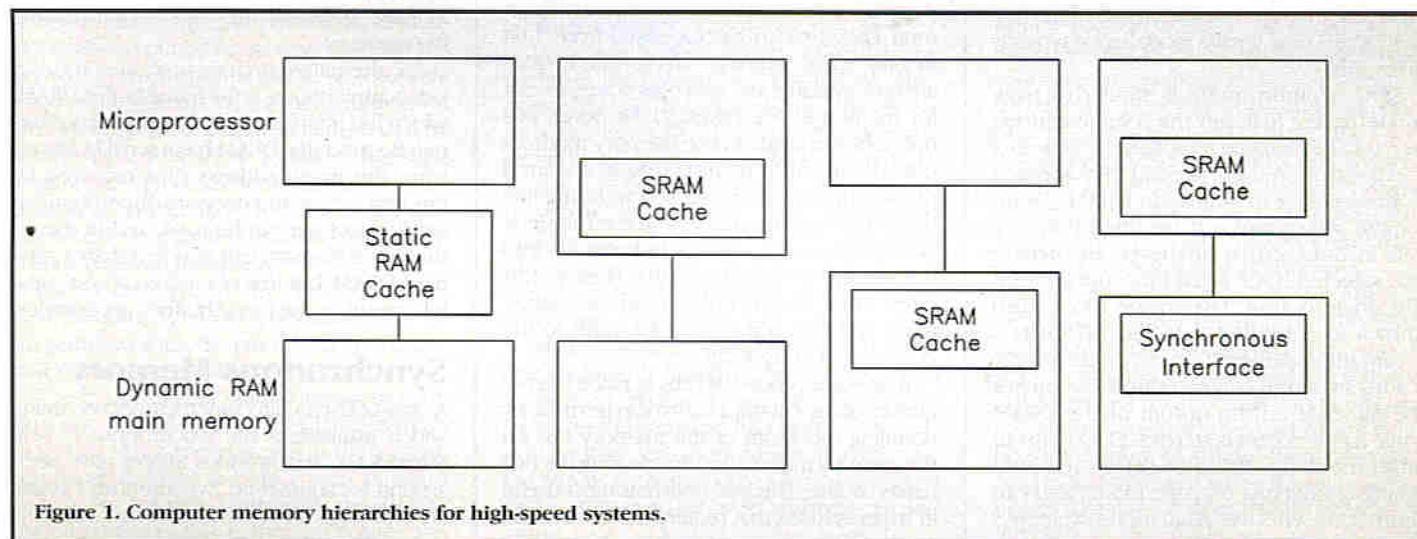 Microprocessor
Static
RAM
Cache
Dynamic RAM
main memory
SRAM
Cache
SRAM
Cache
SRAM
Cache
Synchronous
Interface
Figure 1. Computer memory hierarchies for high-speed systems.